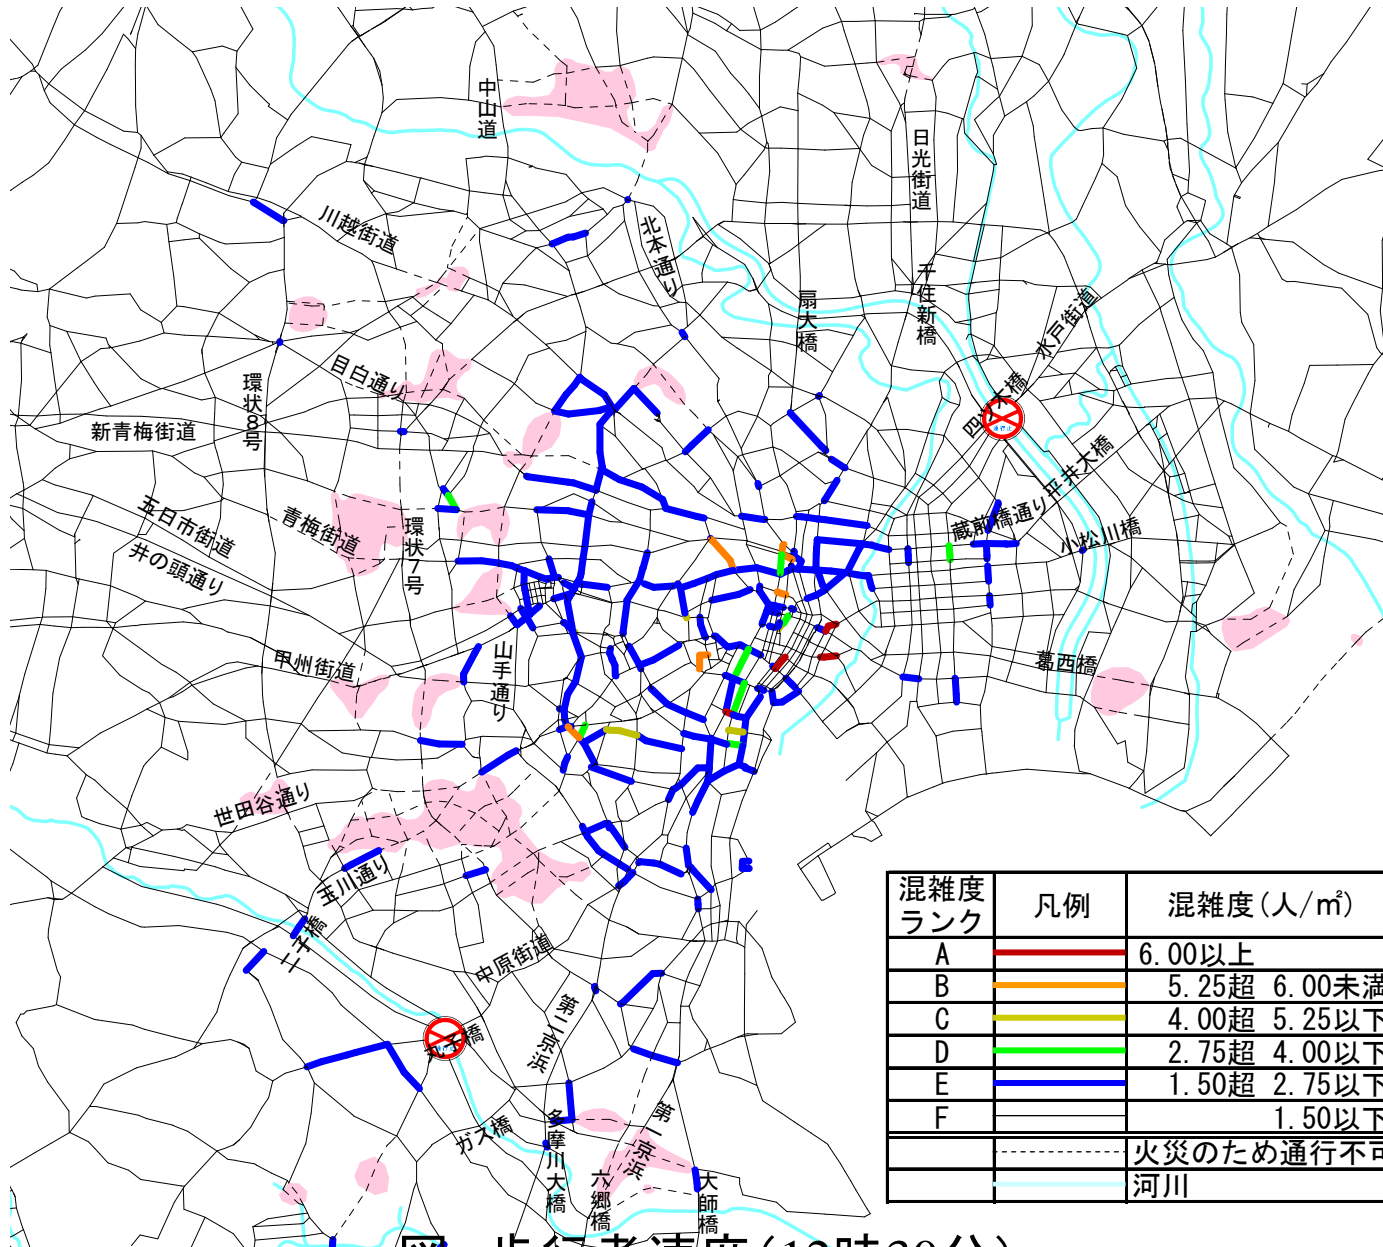 中山道
日光街道
川越街道
北本通り
千住新橋
扇大橋
水戸街道
目白通り
環状8号
四ツ木橋
新青梅街道
平井大橋
五日市街道
青梅街道
環状7号
蔵前橋通り
小松川橋
井の頭通り
甲州街道
山手通り
葛西橋
世田谷通り
玉川通り
二子橋
中原街道
第二京浜
丸子橋
ガス橋
多摩川大橋
第一京浜
六郷橋
大師橋
混雑度ランク 凡例 混雑度(人/㎡)
A 6.00以上
B 5.25超 6.00未満
C 4.00超 5.25以下
D 2.75超 4.00以下
E 1.50超 2.75以下
F 1.50以下
火災のため通行不可
河川